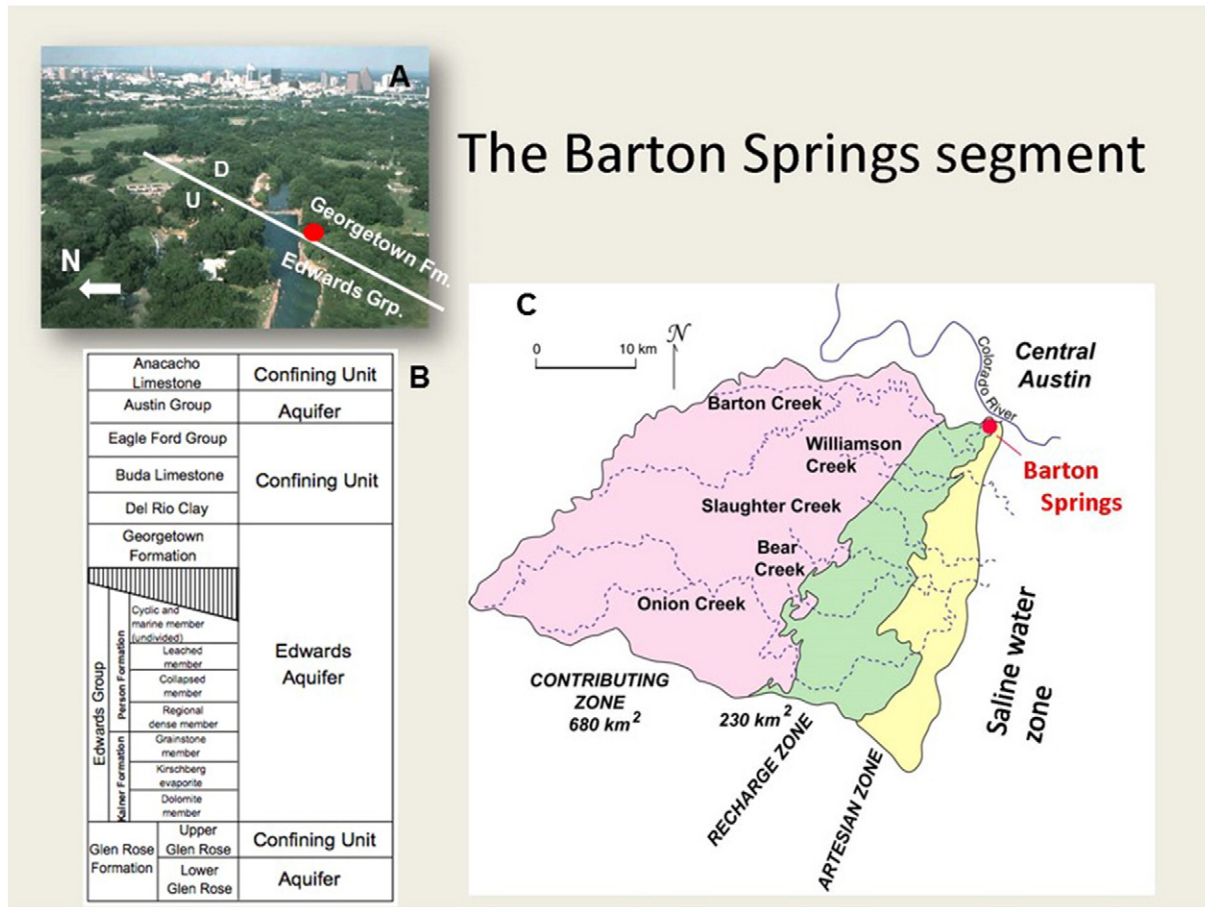 The Barton Springs segment
A
D
U
N
Georgetown Fm.
Edwards Grp.
B
Anacacho
Limestone
Confining Unit
Austin Group
Aquifer
Eagle Ford Group
Buda Limestone
Del Rio Clay
Confining Unit
Georgetown
Formation
Edwards Group
Person Formation
Cyclic and
marine member
(undivided)
Leached
member
Collapsed
member
Regional
dense member
Kainer Formation
Grainstone
member
Kirschberg
evaporite
Dolomite
member
Edwards
Aquifer
Glen Rose
Formation
Upper
Glen Rose
Confining Unit
Lower
Glen Rose
Aquifer
C
0 10 km
N
Colorado River
Central
Austin
Barton Creek
Williamson
Creek
Barton
Springs
Slaughter Creek
Bear
Creek
Onion Creek
CONTRIBUTING
ZONE
680 km2
230 km2
RECHARGE ZONE
ARTESIAN ZONE
Saline water
zone